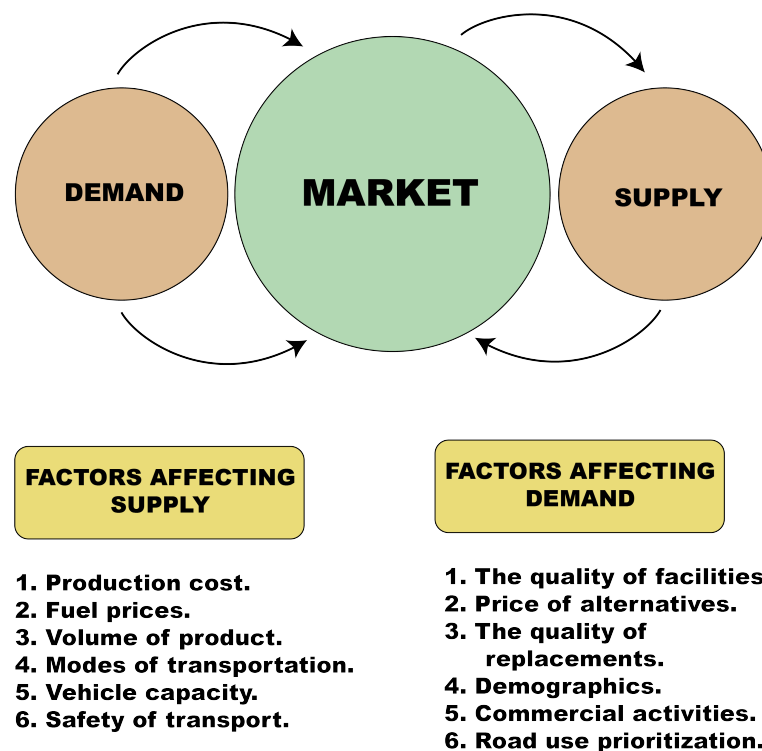 DEMAND
MARKET
SUPPLY
FACTORS AFFECTING
SUPPLY
1. Production cost.
2. Fuel prices.
3. Volume of product.
4. Modes of transportation.
5. Vehicle capacity.
6. Safety of transport.
FACTORS AFFECTING
DEMAND
1. The quality of facilities
2. Price of alternatives.
3. The quality of
replacements.
4. Demographics.
5. Commercial activities.
6. Road use prioritization.